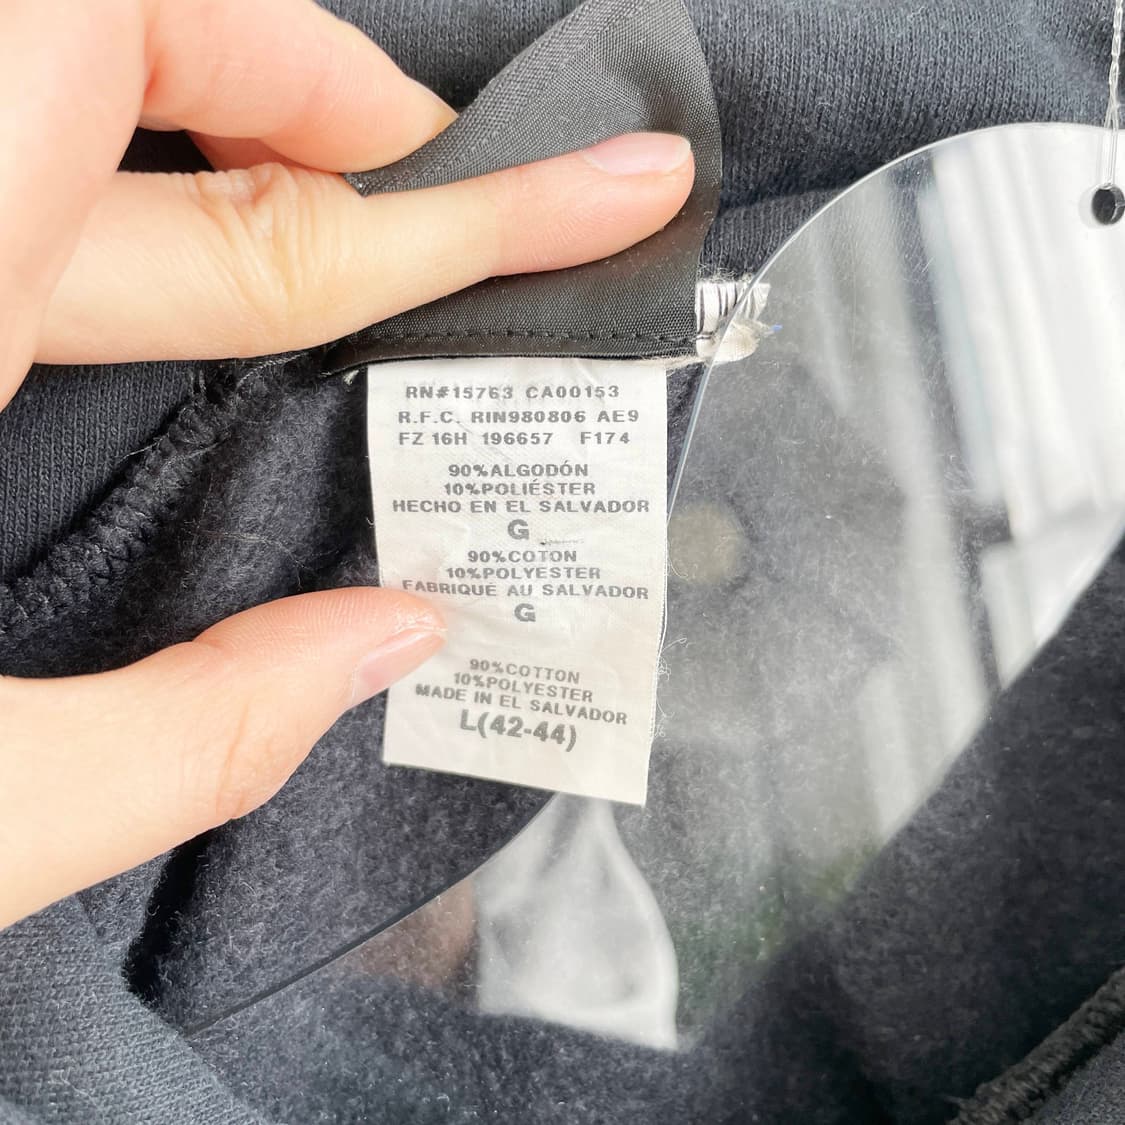 RN#15763 CA00153
R.F.C. RIN980806 AE9
FZ 16H 196657 F174
90%ALGODÓN
10%POLIÉSTER
HECHO EN EL SALVADOR
G
90%COTON
10%POLYESTER
FABRIQUÉ AU SALVADOR
G
90%COTTON
10%POLYESTER
MADE IN EL SALVADOR
L(42-44)